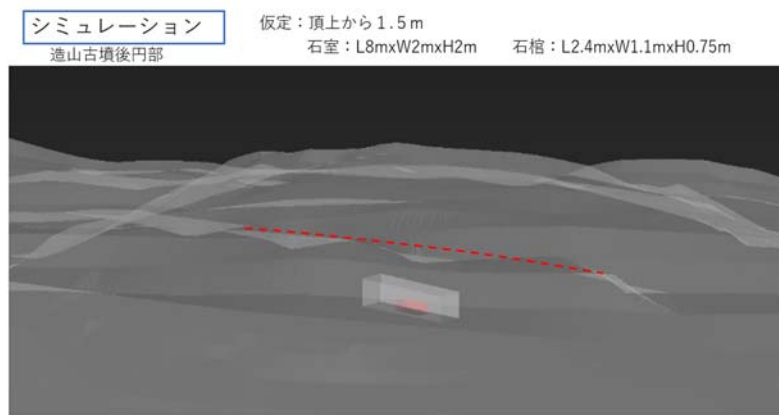 シミュレーション
造山古墳後円部
仮定：頂上から1.5m
石室：L8mxW2mxH2m 石棺：L2.4mxW1.1mxH0.75m